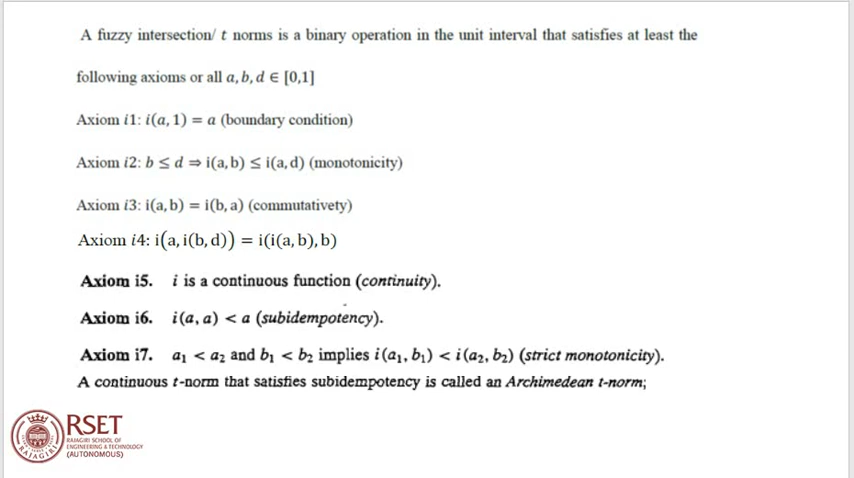 A fuzzy intersection/ t norms is a binary operation in the unit interval that satisfies at least the
following axioms or all a, b, d ∈ [0,1]
Axiom i1: i(a, 1) = a (boundary condition)
Axiom i2: b ≤ d ⇒ i(a, b) ≤ i(a, d) (monotonicity)
Axiom i3: i(a, b) = i(b, a) (commutativety)
Axiom i4: i(a, i(b, d)) = i(i(a, b), b)
Axiom i5. i is a continuous function (continuity).
Axiom i6. i(a, a) < a (subidempotency).
Axiom i7. a₁ < a₂ and b₁ < b₂ implies i(a₁, b₁) < i(a₂, b₂) (strict monotonicity).
A continuous t-norm that satisfies subidempotency is called an Archimedean t-norm;
RSET
RAJAGIRI SCHOOL OF
ENGINEERING & TECHNOLOGY
(AUTONOMOUS)
RAJAGIRI